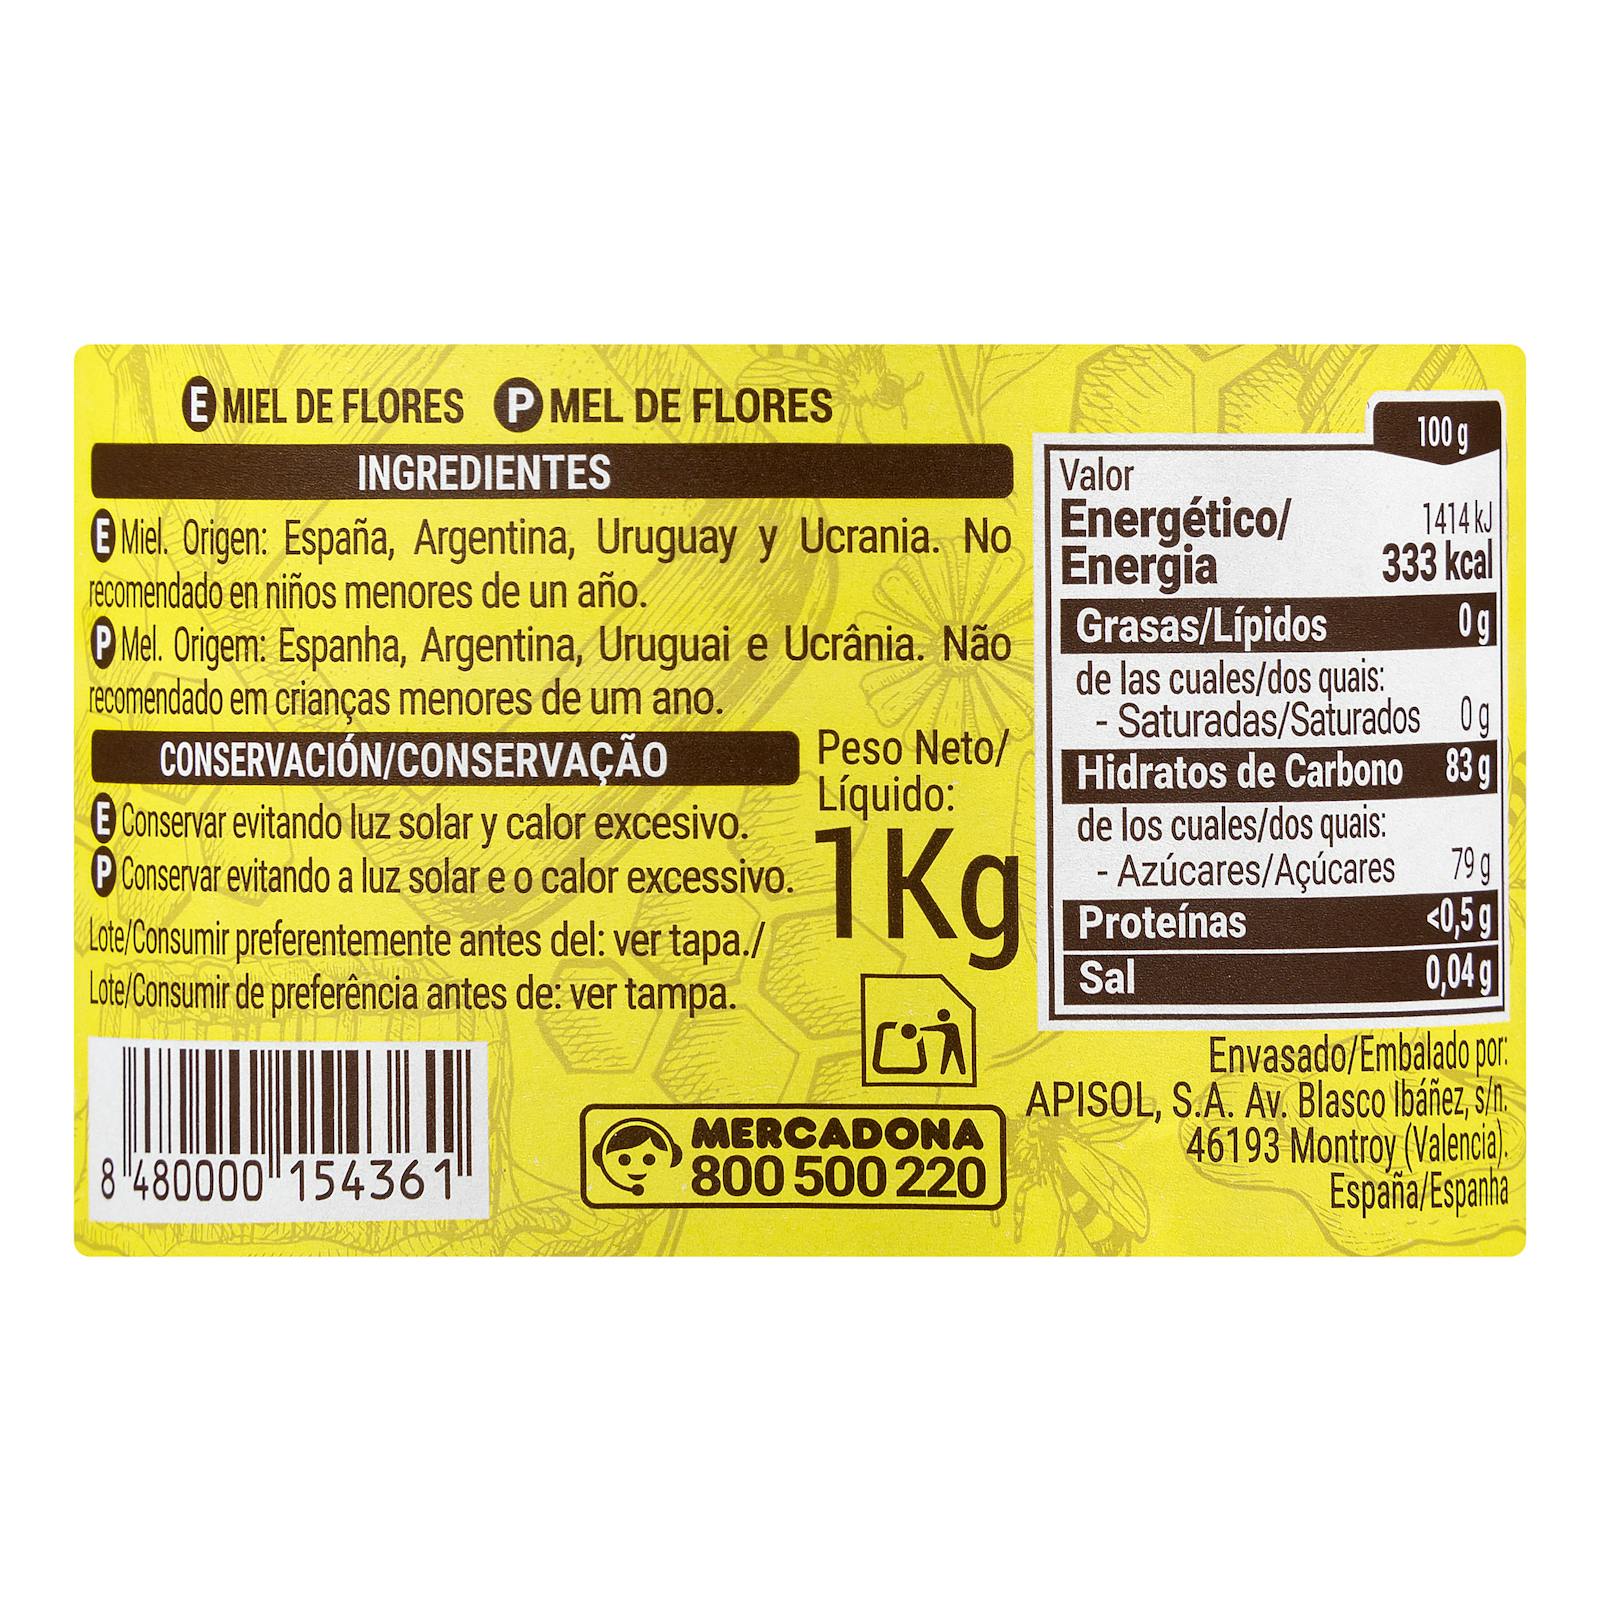 E MIEL DE FLORES P MEL DE FLORES
INGREDIENTES
E Miel. Origen: España, Argentina, Uruguay y Ucrania. No
recomendado en niños menores de un año.
P Mel. Origem: Espanha, Argentina, Uruguai e Ucrânia. Não
recomendado em crianças menores de um ano.
CONSERVACIÓN/CONSERVAÇÃO
E Conservar evitando luz solar y calor excesivo.
P Conservar evitando a luz solar e o calor excessivo.
Lote/Consumir preferentemente antes del: ver tapa./
Lote/Consumir de preferência antes de: ver tampa.
8 480000 154361
Peso Neto/
Líquido:
1Kg
MERCADONA
800 500 220
100 g
Valor
Energético/ 1414 kJ
Energia 333 kcal
Grasas/Lípidos 0 g
de las cuales/dos quais:
- Saturadas/Saturados 0 g
Hidratos de Carbono 83 g
de los cuales/dos quais:
- Azúcares/Açúcares 79 g
Proteínas <0,5 g
Sal 0,04 g
Envasado/Embalado por:
APISOL, S.A. Av. Blasco Ibáñez, s/n.
46193 Montroy (Valencia).
España/Espanha